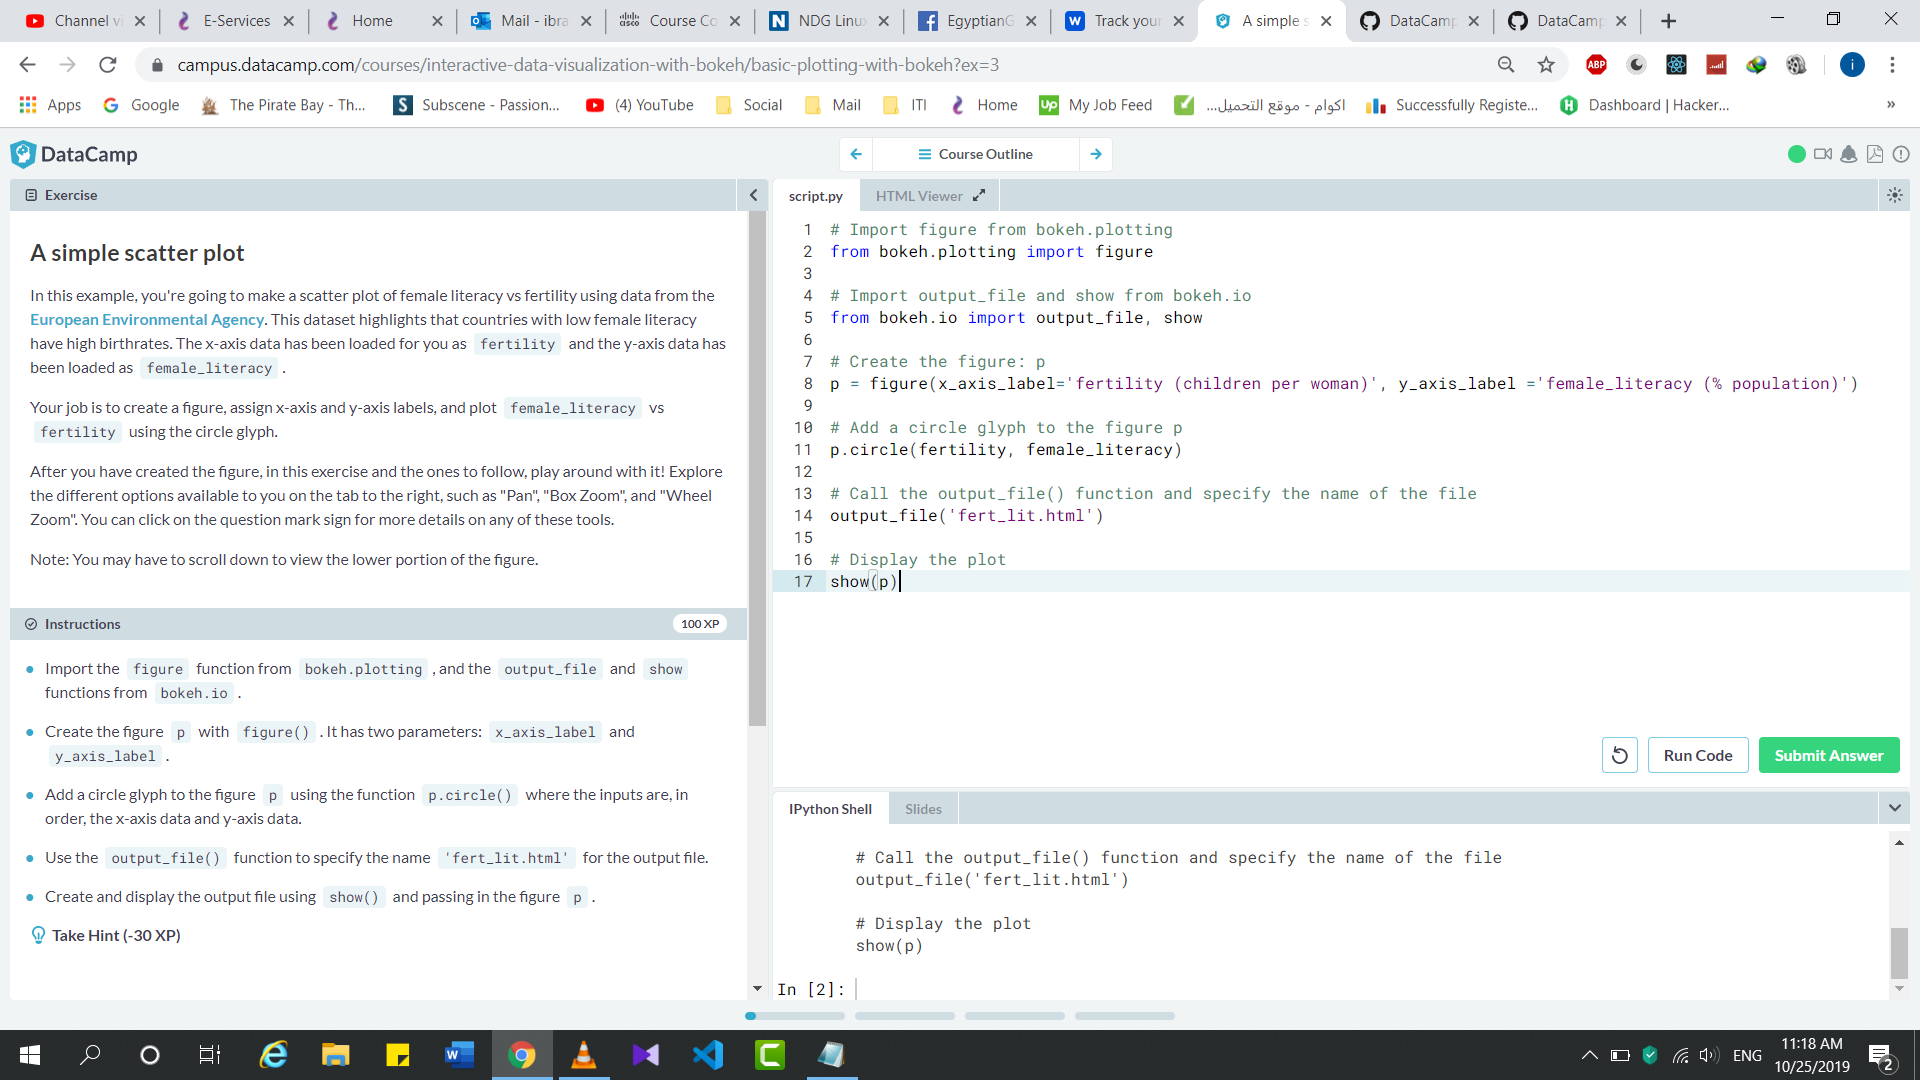 Channel vi
E-Services
Home
Mail - ibra
Course Co
NDG Linux
EgyptianG
Track your
A simple s
DataCamp
DataCamp
campus.datacamp.com/courses/interactive-data-visualization-with-bokeh/basic-plotting-with-bokeh?ex=3
ABP
i
Apps
Google
The Pirate Bay - Th...
Subscene - Passion...
(4) YouTube
Social
Mail
ITI
Home
My Job Feed
اكوام - موقع التحميل...
Successfully Registe...
Dashboard | Hacker...
»
DataCamp
Course Outline
Exercise
A simple scatter plot
In this example, you're going to make a scatter plot of female literacy vs fertility using data from the
European Environmental Agency. This dataset highlights that countries with low female literacy
have high birthrates. The x-axis data has been loaded for you as fertility and the y-axis data has
been loaded as female_literacy .
Your job is to create a figure, assign x-axis and y-axis labels, and plot female_literacy vs
fertility using the circle glyph.
After you have created the figure, in this exercise and the ones to follow, play around with it! Explore
the different options available to you on the tab to the right, such as "Pan", "Box Zoom", and "Wheel
Zoom". You can click on the question mark sign for more details on any of these tools.
Note: You may have to scroll down to view the lower portion of the figure.
Instructions
100 XP
Import the figure function from bokeh.plotting , and the output_file and show
functions from bokeh.io .
Create the figure p with figure() . It has two parameters: x_axis_label and
y_axis_label .
Add a circle glyph to the figure p using the function p.circle() where the inputs are, in
order, the x-axis data and y-axis data.
Use the output_file() function to specify the name 'fert_lit.html' for the output file.
Create and display the output file using show() and passing in the figure p .
Take Hint (-30 XP)
script.py
HTML Viewer
1 # Import figure from bokeh.plotting
2 from bokeh.plotting import figure
3
4 # Import output_file and show from bokeh.io
5 from bokeh.io import output_file, show
6
7 # Create the figure: p
8 p = figure(x_axis_label='fertility (children per woman)', y_axis_label ='female_literacy (% population)')
9
10 # Add a circle glyph to the figure p
11 p.circle(fertility, female_literacy)
12
13 # Call the output_file() function and specify the name of the file
14 output_file('fert_lit.html')
15
16 # Display the plot
17 show(p)
Run Code
Submit Answer
IPython Shell
Slides
# Call the output_file() function and specify the name of the file
output_file('fert_lit.html')
# Display the plot
show(p)
In [2]:
ENG
11:18 AM
10/25/2019
2